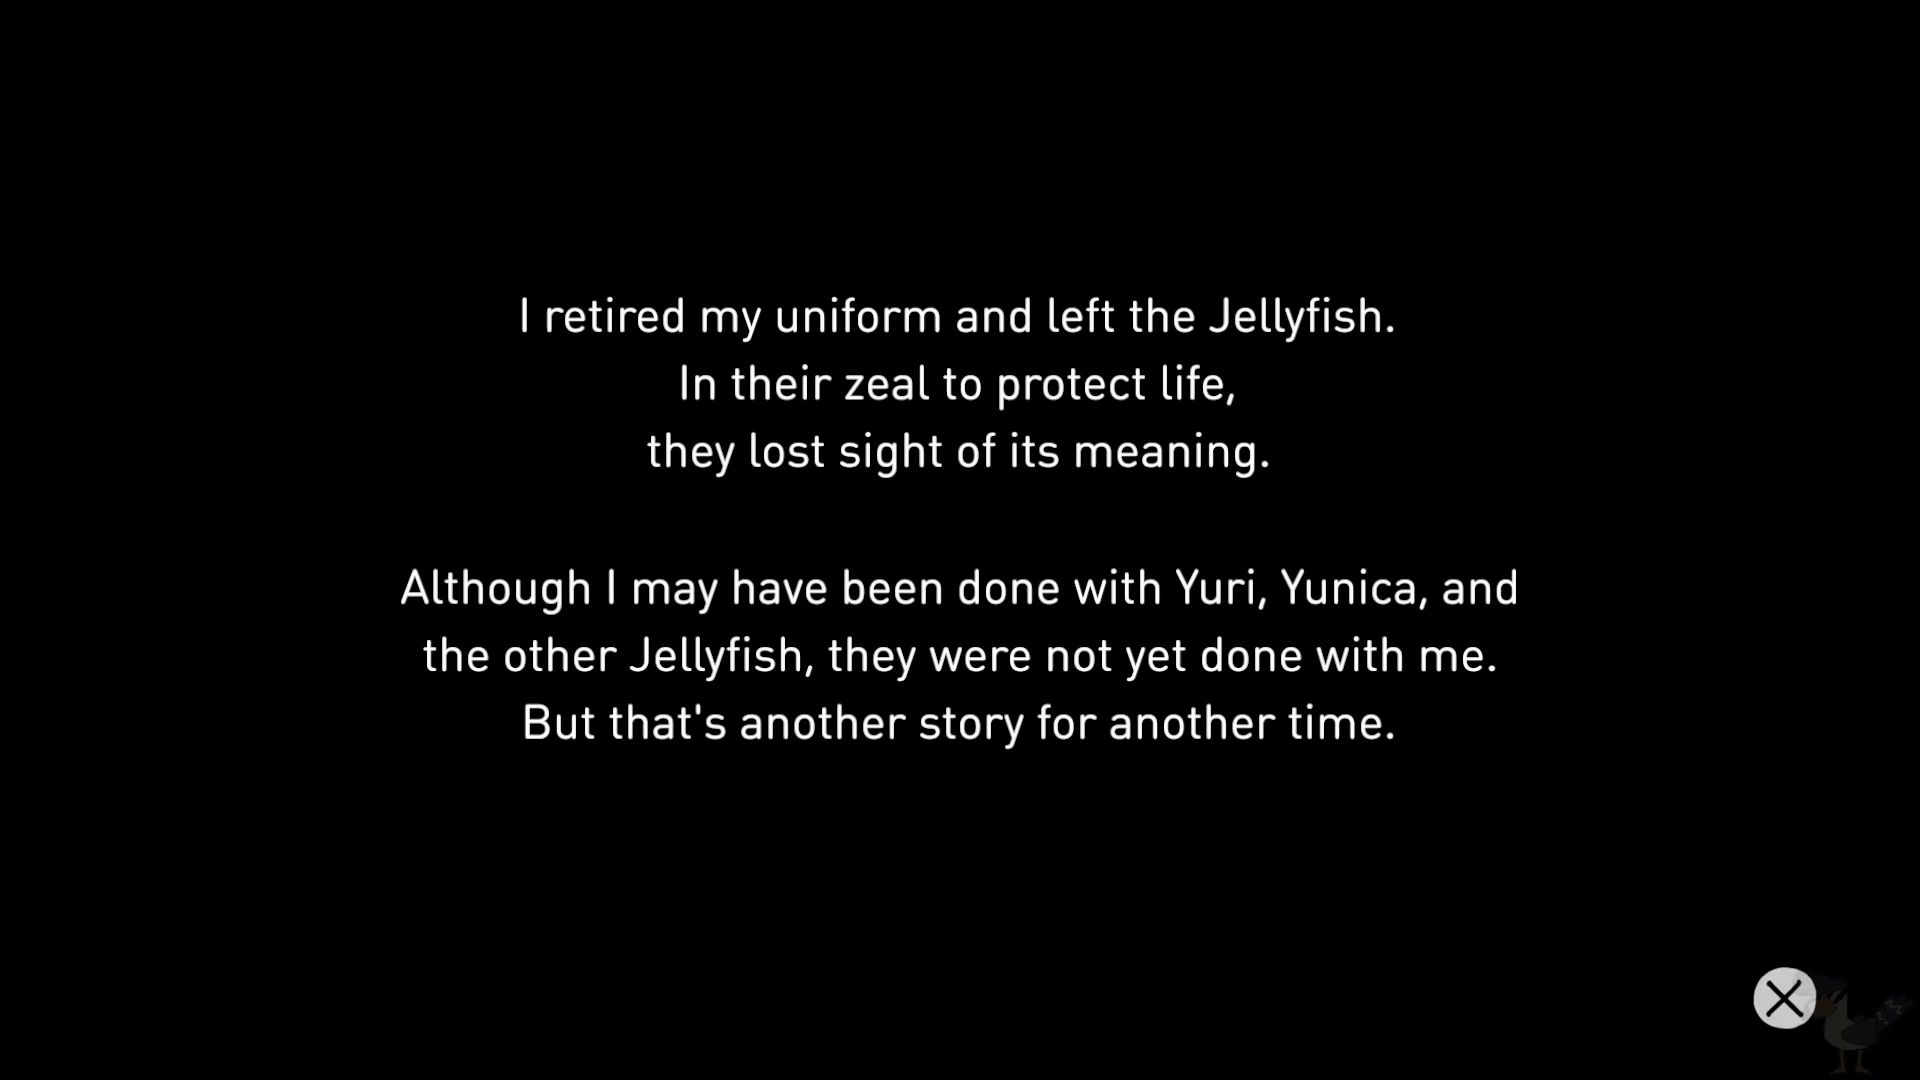 I retired my uniform and left the Jellyfish.
In their zeal to protect life,
they lost sight of its meaning.
Although I may have been done with Yuri, Yunica, and
the other Jellyfish, they were not yet done with me.
But that's another story for another time.